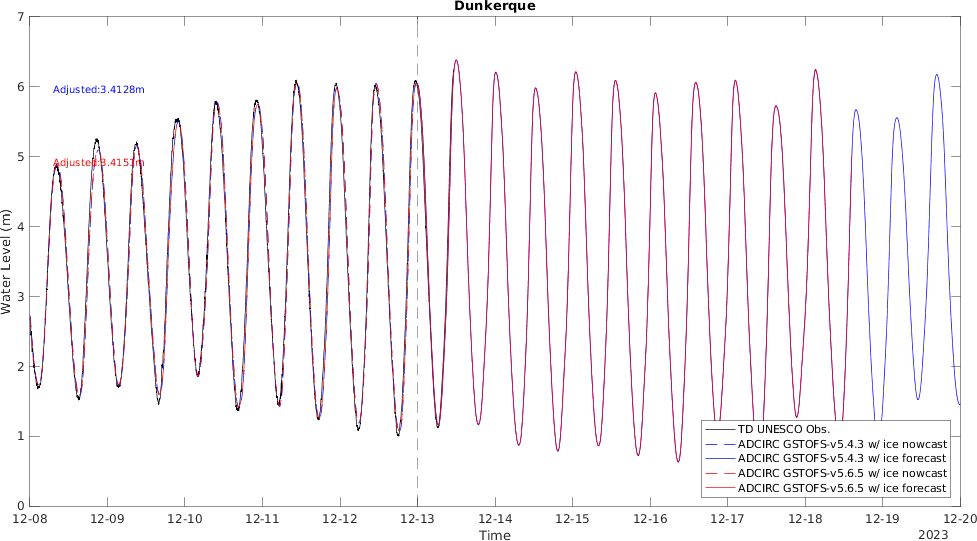 Dunkerque
7
6
5
4
3
2
1
0
Water Level (m)
Adjusted:3.4128m
Adjusted:3.4151m
TD UNESCO Obs.
ADCIRC GSTOFS-v5.4.3 w/ ice nowcast
ADCIRC GSTOFS-v5.4.3 w/ ice forecast
ADCIRC GSTOFS-v5.6.5 w/ ice nowcast
ADCIRC GSTOFS-v5.6.5 w/ ice forecast
12-08 12-09 12-10 12-11 12-12 12-13 12-14 12-15 12-16 12-17 12-18 12-19 12-20
Time
2023